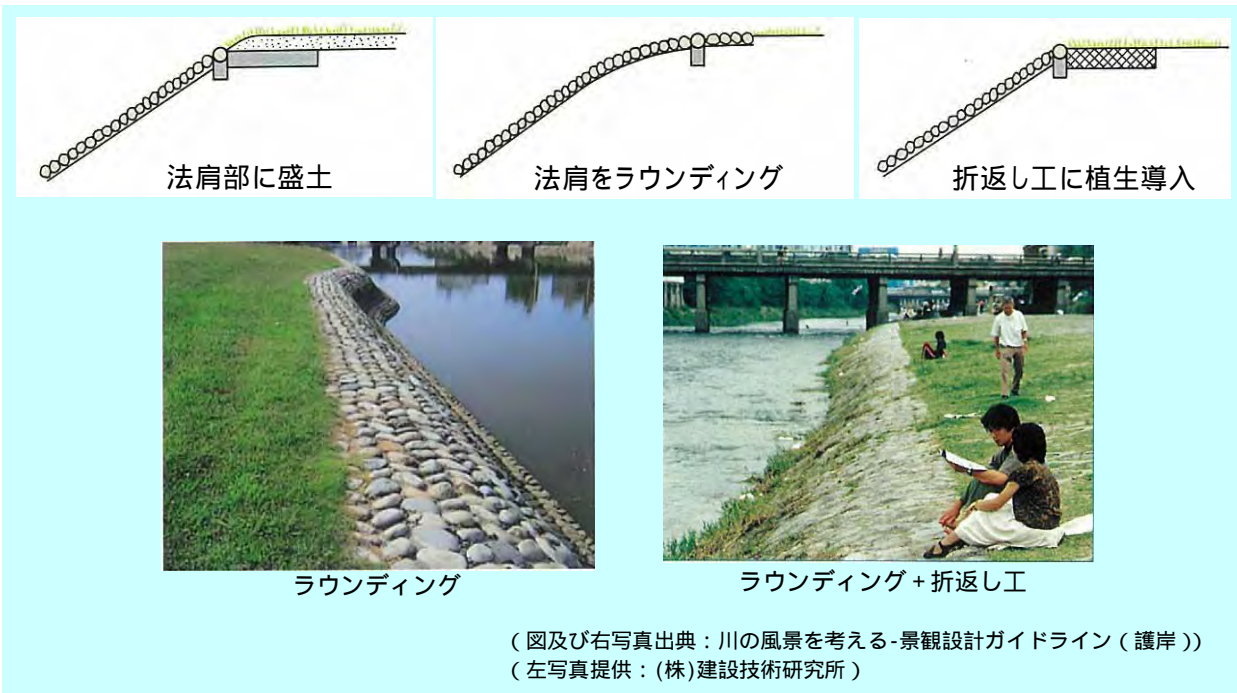 法肩部に盛土
法肩をラウンディング
折返し工に植生導入
ラウンディング
ラウンディング+折返し工
(図及び右写真出典:川の風景を考える-景観設計ガイドライン(護岸))
(左写真提供:(株)建設技術研究所)